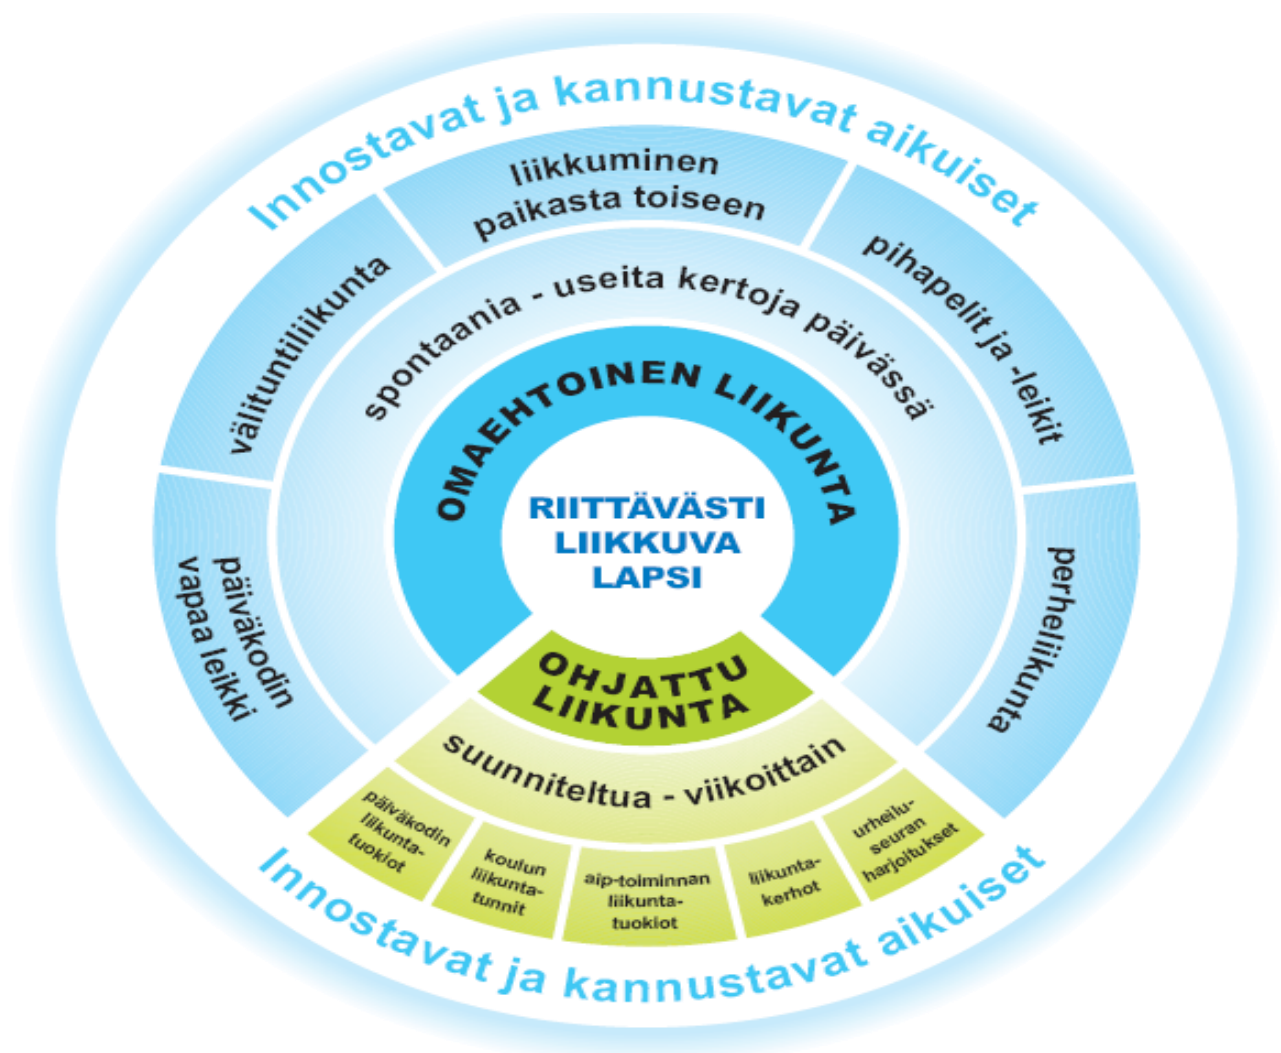 Innostavat ja kannustavat aikuiset
liikkuminen
paikasta toiseen
välituntiliikunta
pihapelit ja -leikit
spontaania - useita kertoja päivässä
OMAEHTOINEN LIIKUNTA
RIITTÄVÄSTI
LIIKKUVA
LAPSI
päiväkodin
vapaa leikki
perheliikunta
OHJATTU
LIIKUNTA
suunniteltua - viikoittain
päiväkodin
liikunta-
tuokiot
koulun
liikunta-
tunnit
aip-toiminnan
liikunta-
tuokiot
liikunta-
kerhot
urheilu-
seuran
harjoitukset
Innostavat ja kannustavat aikuiset